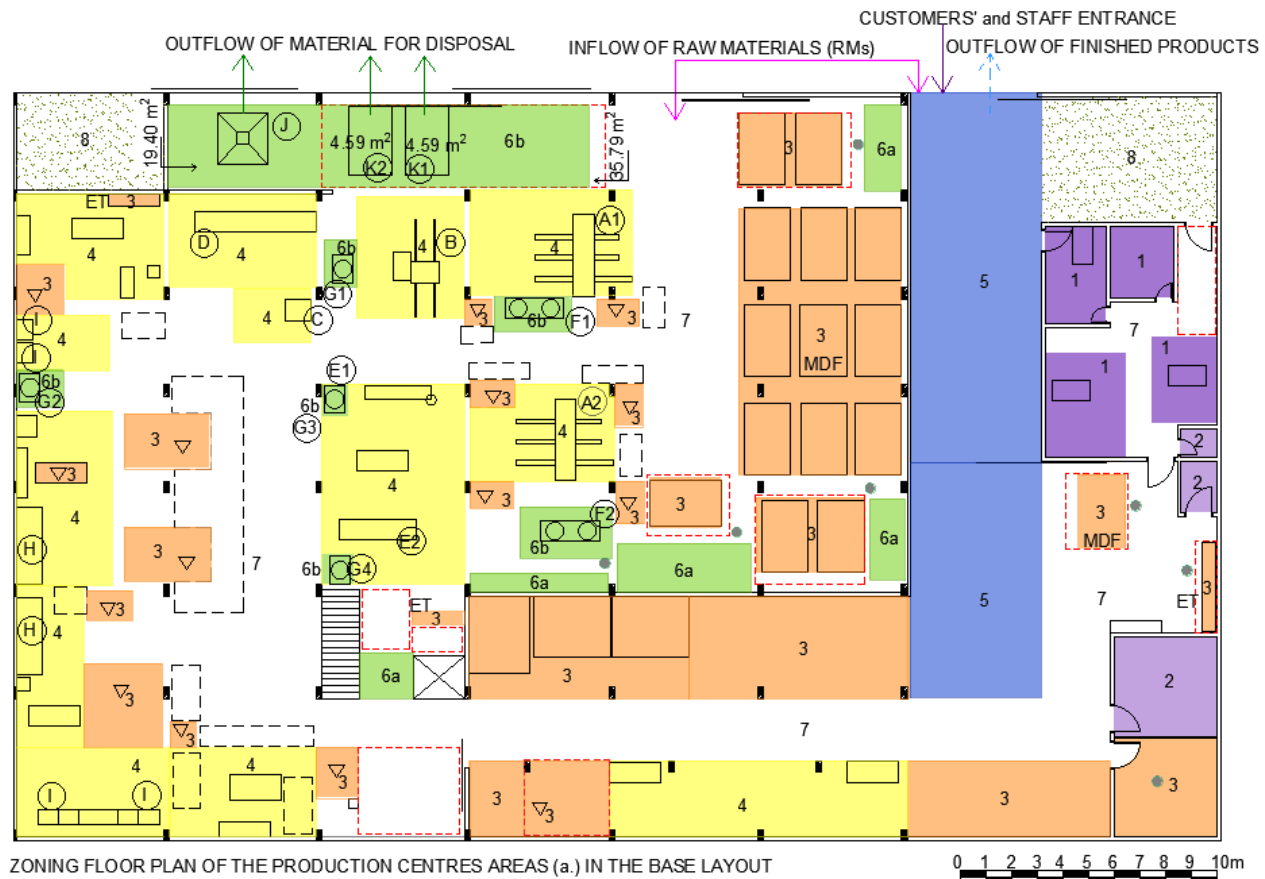 CUSTOMERS' and STAFF ENTRANCE
OUTFLOW OF MATERIAL FOR DISPOSAL
INFLOW OF RAW MATERIALS (RMs)
OUTFLOW OF FINISHED PRODUCTS
8
19.40 m²
J
4.59 m²
4.59 m²
K2
K1
6b
35.79 m²
3
6a
8
ET
3
4
D
4
6b
G1
4
B
4
A1
3
I
4
C
3
6b
F1
3
7
3
MDF
5
1
1
7
1
1
I
4
6b
G2
E1
6b
G3
3
A2
4
3
3
3
4
4
E2
3
3
F2
6b
3
3
6a
2
2
3
MDF
H
4
3
7
6b
G4
6a
6a
5
7
3
ET
H
3
ET
3
6a
3
3
2
3
3
7
4
4
3
I
I
3
3
4
3
3
ZONING FLOOR PLAN OF THE PRODUCTION CENTRES AREAS (a.) IN THE BASE LAYOUT
0 1 2 3 4 5 6 7 8 9 10m